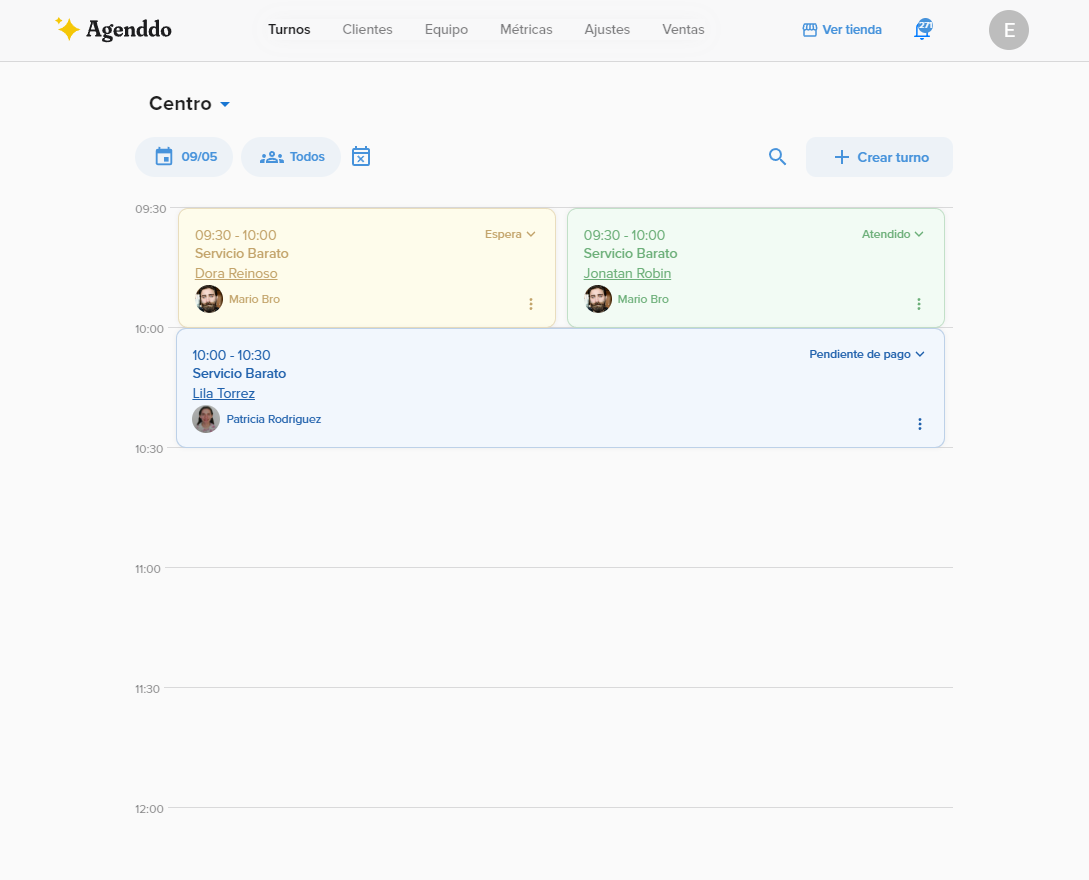 Agenddo
Turnos Clientes Equipo Métricas Ajustes Ventas
Ver tienda
271
E
Centro
09/05 Todos
Crear turno
09:30
09:30 - 10:00 Espera
Servicio Barato
Dora Reinoso
Mario Bro
09:30 - 10:00 Atendido
Servicio Barato
Jonatan Robin
Mario Bro
10:00
10:00 - 10:30 Pendiente de pago
Servicio Barato
Lila Torrez
Patricia Rodriguez
10:30
11:00
11:30
12:00